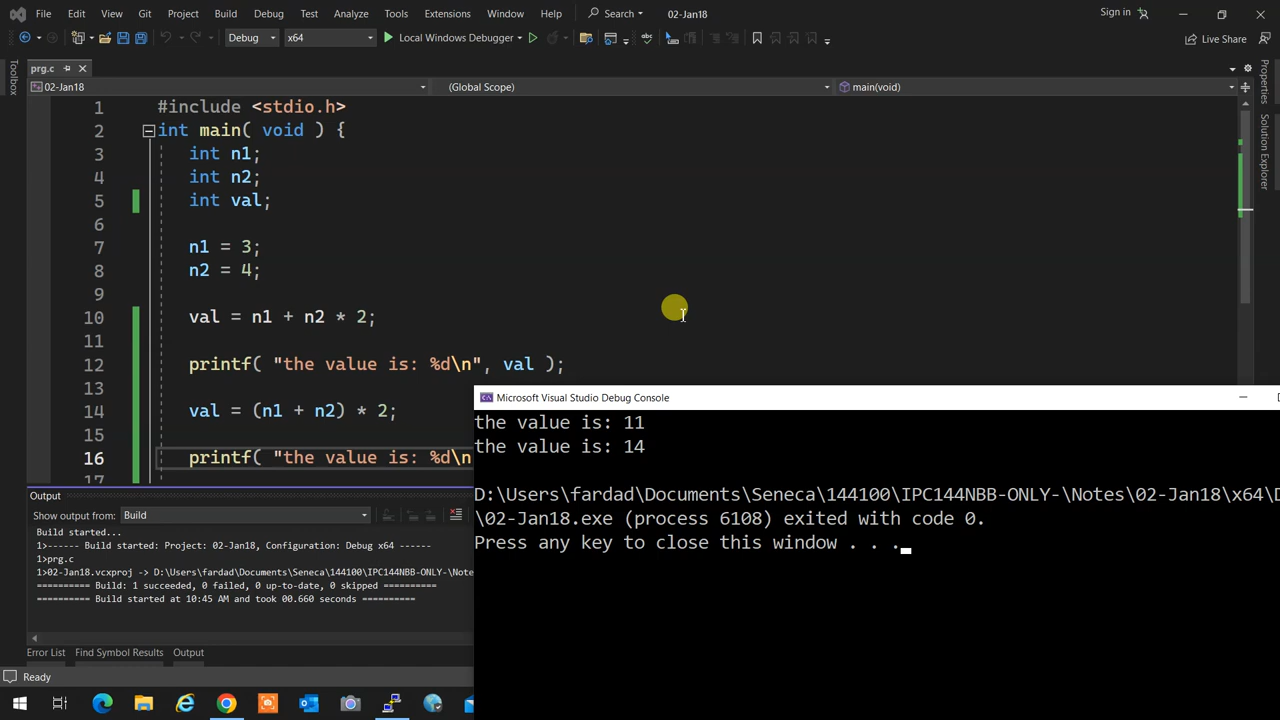 File Edit View Git Project Build Debug Test Analyze Tools Extensions Window Help Search 02-Jan18 Sign in
Debug x64 Local Windows Debugger Live Share
prg.c
02-Jan18 (Global Scope) main(void)
Toolbox
Properties
Solution Explorer
1 #include <stdio.h>
2 int main( void ) {
3 int n1;
4 int n2;
5 int val;
6
7 n1 = 3;
8 n2 = 4;
9
10 val = n1 + n2 * 2;
11
12 printf( "the value is: %d\n", val );
13
14 val = (n1 + n2) * 2;
15
16 printf( "the value is: %d\n
17
Output
Show output from: Build
Build started...
1>------ Build started: Project: 02-Jan18, Configuration: Debug x64 ------
1>prg.c
1>02-Jan18.vcxproj -> D:\Users\fardad\Documents\Seneca\144100\IPC144NBB-ONLY-\Notes
========== Build: 1 succeeded, 0 failed, 0 up-to-date, 0 skipped ==========
========== Build started at 10:45 AM and took 00.660 seconds ==========
Error List Find Symbol Results Output
Ready
Microsoft Visual Studio Debug Console
the value is: 11
the value is: 14
D:\Users\fardad\Documents\Seneca\144100\IPC144NBB-ONLY-\Notes\02-Jan18\x64\D
\02-Jan18.exe (process 6108) exited with code 0.
Press any key to close this window . . .